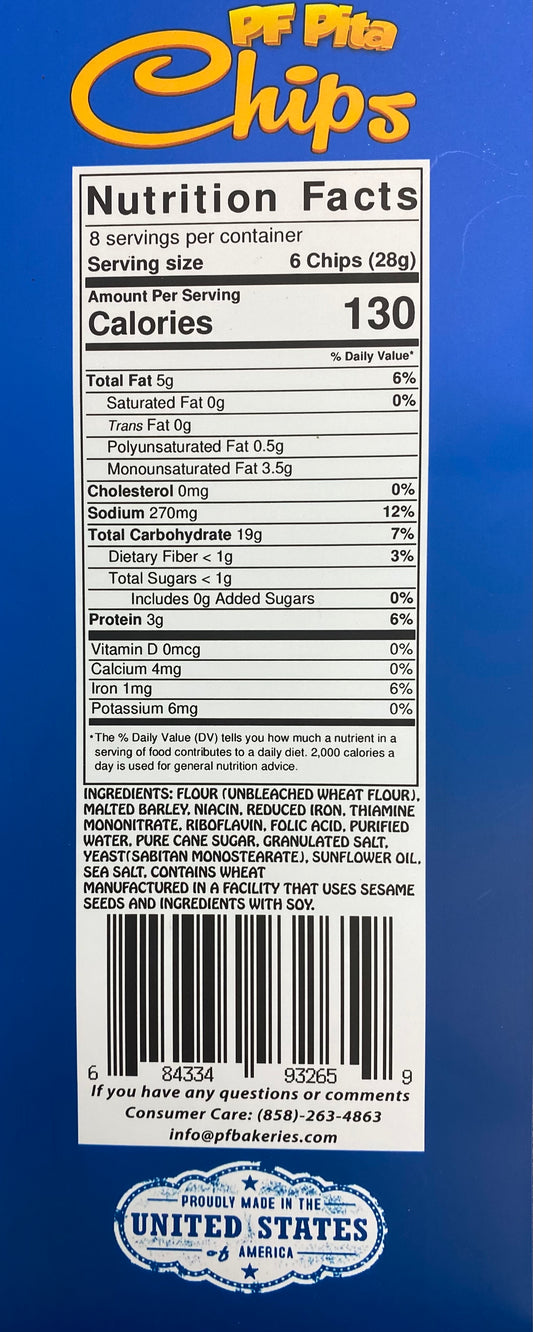 PF Pita
Chips
Nutrition Facts
8 servings per container
Serving size 6 Chips (28g)
Amount Per Serving
Calories 130
% Daily Value*
Total Fat 5g 6%
Saturated Fat 0g 0%
Trans Fat 0g
Polyunsaturated Fat 0.5g
Monounsaturated Fat 3.5g
Cholesterol 0mg 0%
Sodium 270mg 12%
Total Carbohydrate 19g 7%
Dietary Fiber < 1g 3%
Total Sugars < 1g
Includes 0g Added Sugars 0%
Protein 3g 6%
Vitamin D 0mcg 0%
Calcium 4mg 0%
Iron 1mg 6%
Potassium 6mg 0%
*The % Daily Value (DV) tells you how much a nutrient in a
serving of food contributes to a daily diet. 2,000 calories a
day is used for general nutrition advice.
INGREDIENTS: FLOUR (UNBLEACHED WHEAT FLOUR),
MALTED BARLEY, NIACIN, REDUCED IRON, THIAMINE
MONONITRATE, RIBOFLAVIN, FOLIC ACID, PURIFIED
WATER, PURE CANE SUGAR, GRANULATED SALT,
YEAST(SABITAN MONOSTEARATE), SUNFLOWER OIL,
SEA SALT, CONTAINS WHEAT
MANUFACTURED IN A FACILITY THAT USES SESAME
SEEDS AND INGREDIENTS WITH SOY.
6 84334 93265 9
If you have any questions or comments
Consumer Care: (858)-263-4863
info@pfbakeries.com
PROUDLY MADE IN THE
UNITED STATES
of AMERICA